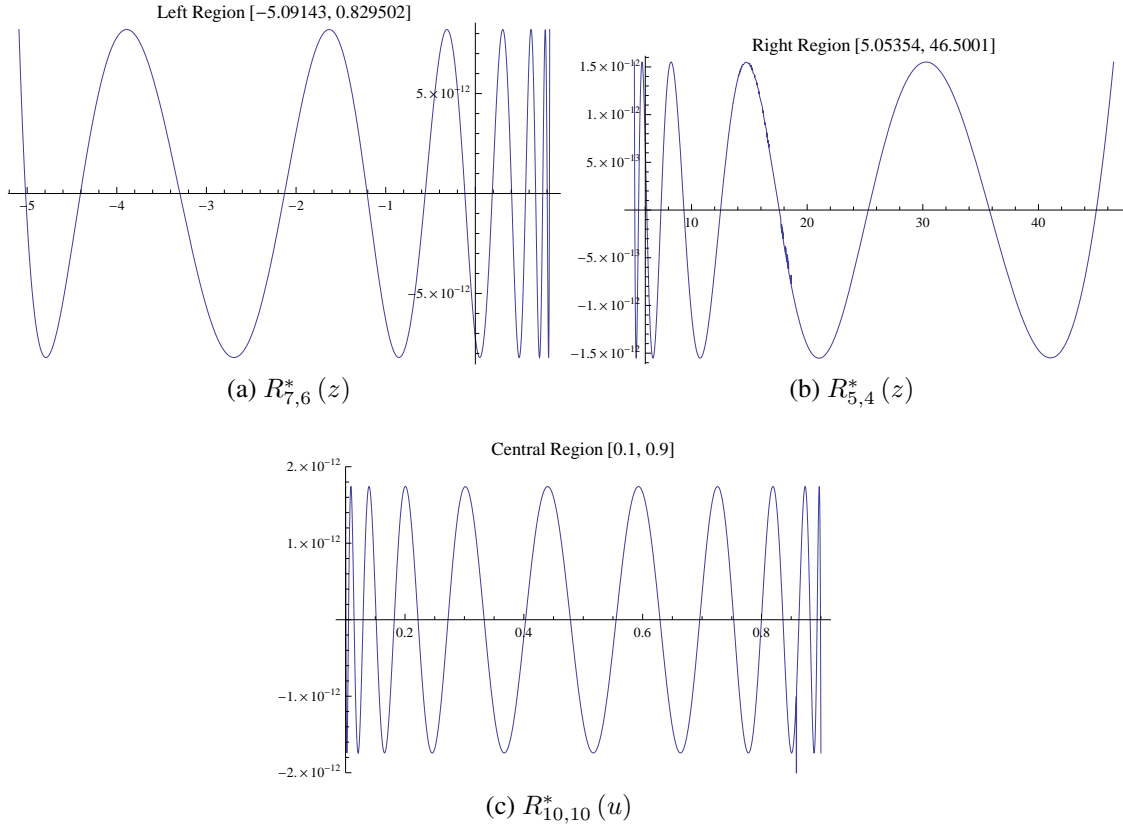 Left Region [-5.09143, 0.829502]
5.×10^-12
-5 -4 -3 -2 -1
-5.×10^-12
(a) R*_{7,6} (z)
Right Region [5.05354, 46.5001]
1.5×10^-12
1.×10^-12
5.×10^-13
10 20 30 40
-5.×10^-13
-1.×10^-12
-1.5×10^-12
(b) R*_{5,4} (z)
Central Region [0.1, 0.9]
2.×10^-12
1.×10^-12
0.2 0.4 0.6 0.8
-1.×10^-12
-2.×10^-12
(c) R*_{10,10} (u)